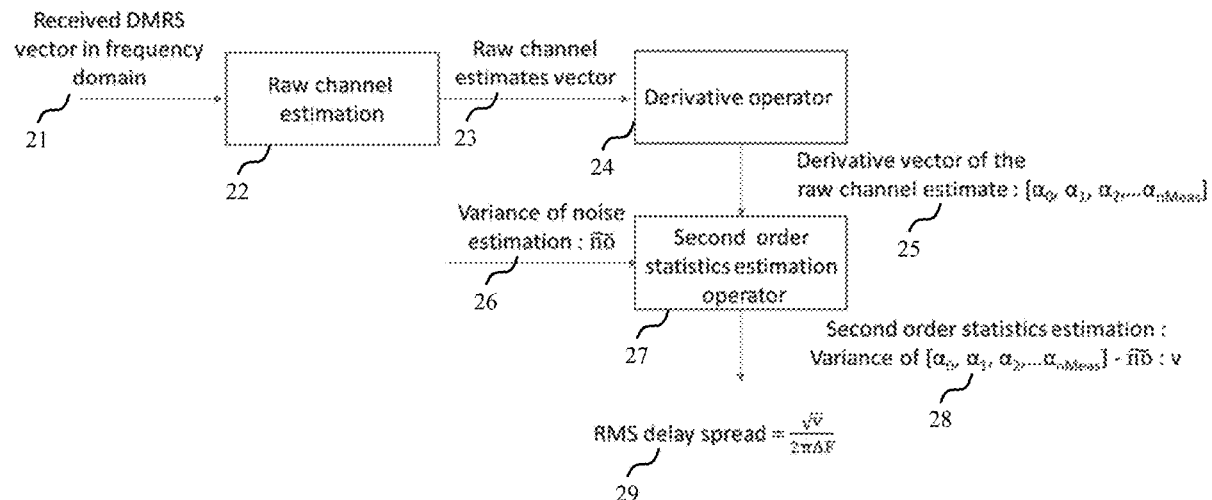 Received DMRS
vector in frequency
domain
21
Raw channel
estimation
22
Raw channel
estimates vector
23
Derivative operator
24
Derivative vector of the
raw channel estimate : [α₀, α₁, α₂,...α_nMeas]
25
Variance of noise
estimation :
26
Second order
statistics estimation
operator
27
Second order statistics estimation :
Variance of [α₀, α₁, α₂,...α_nMeas] - : v
28
RMS delay spread = √v / 2πΔF
29